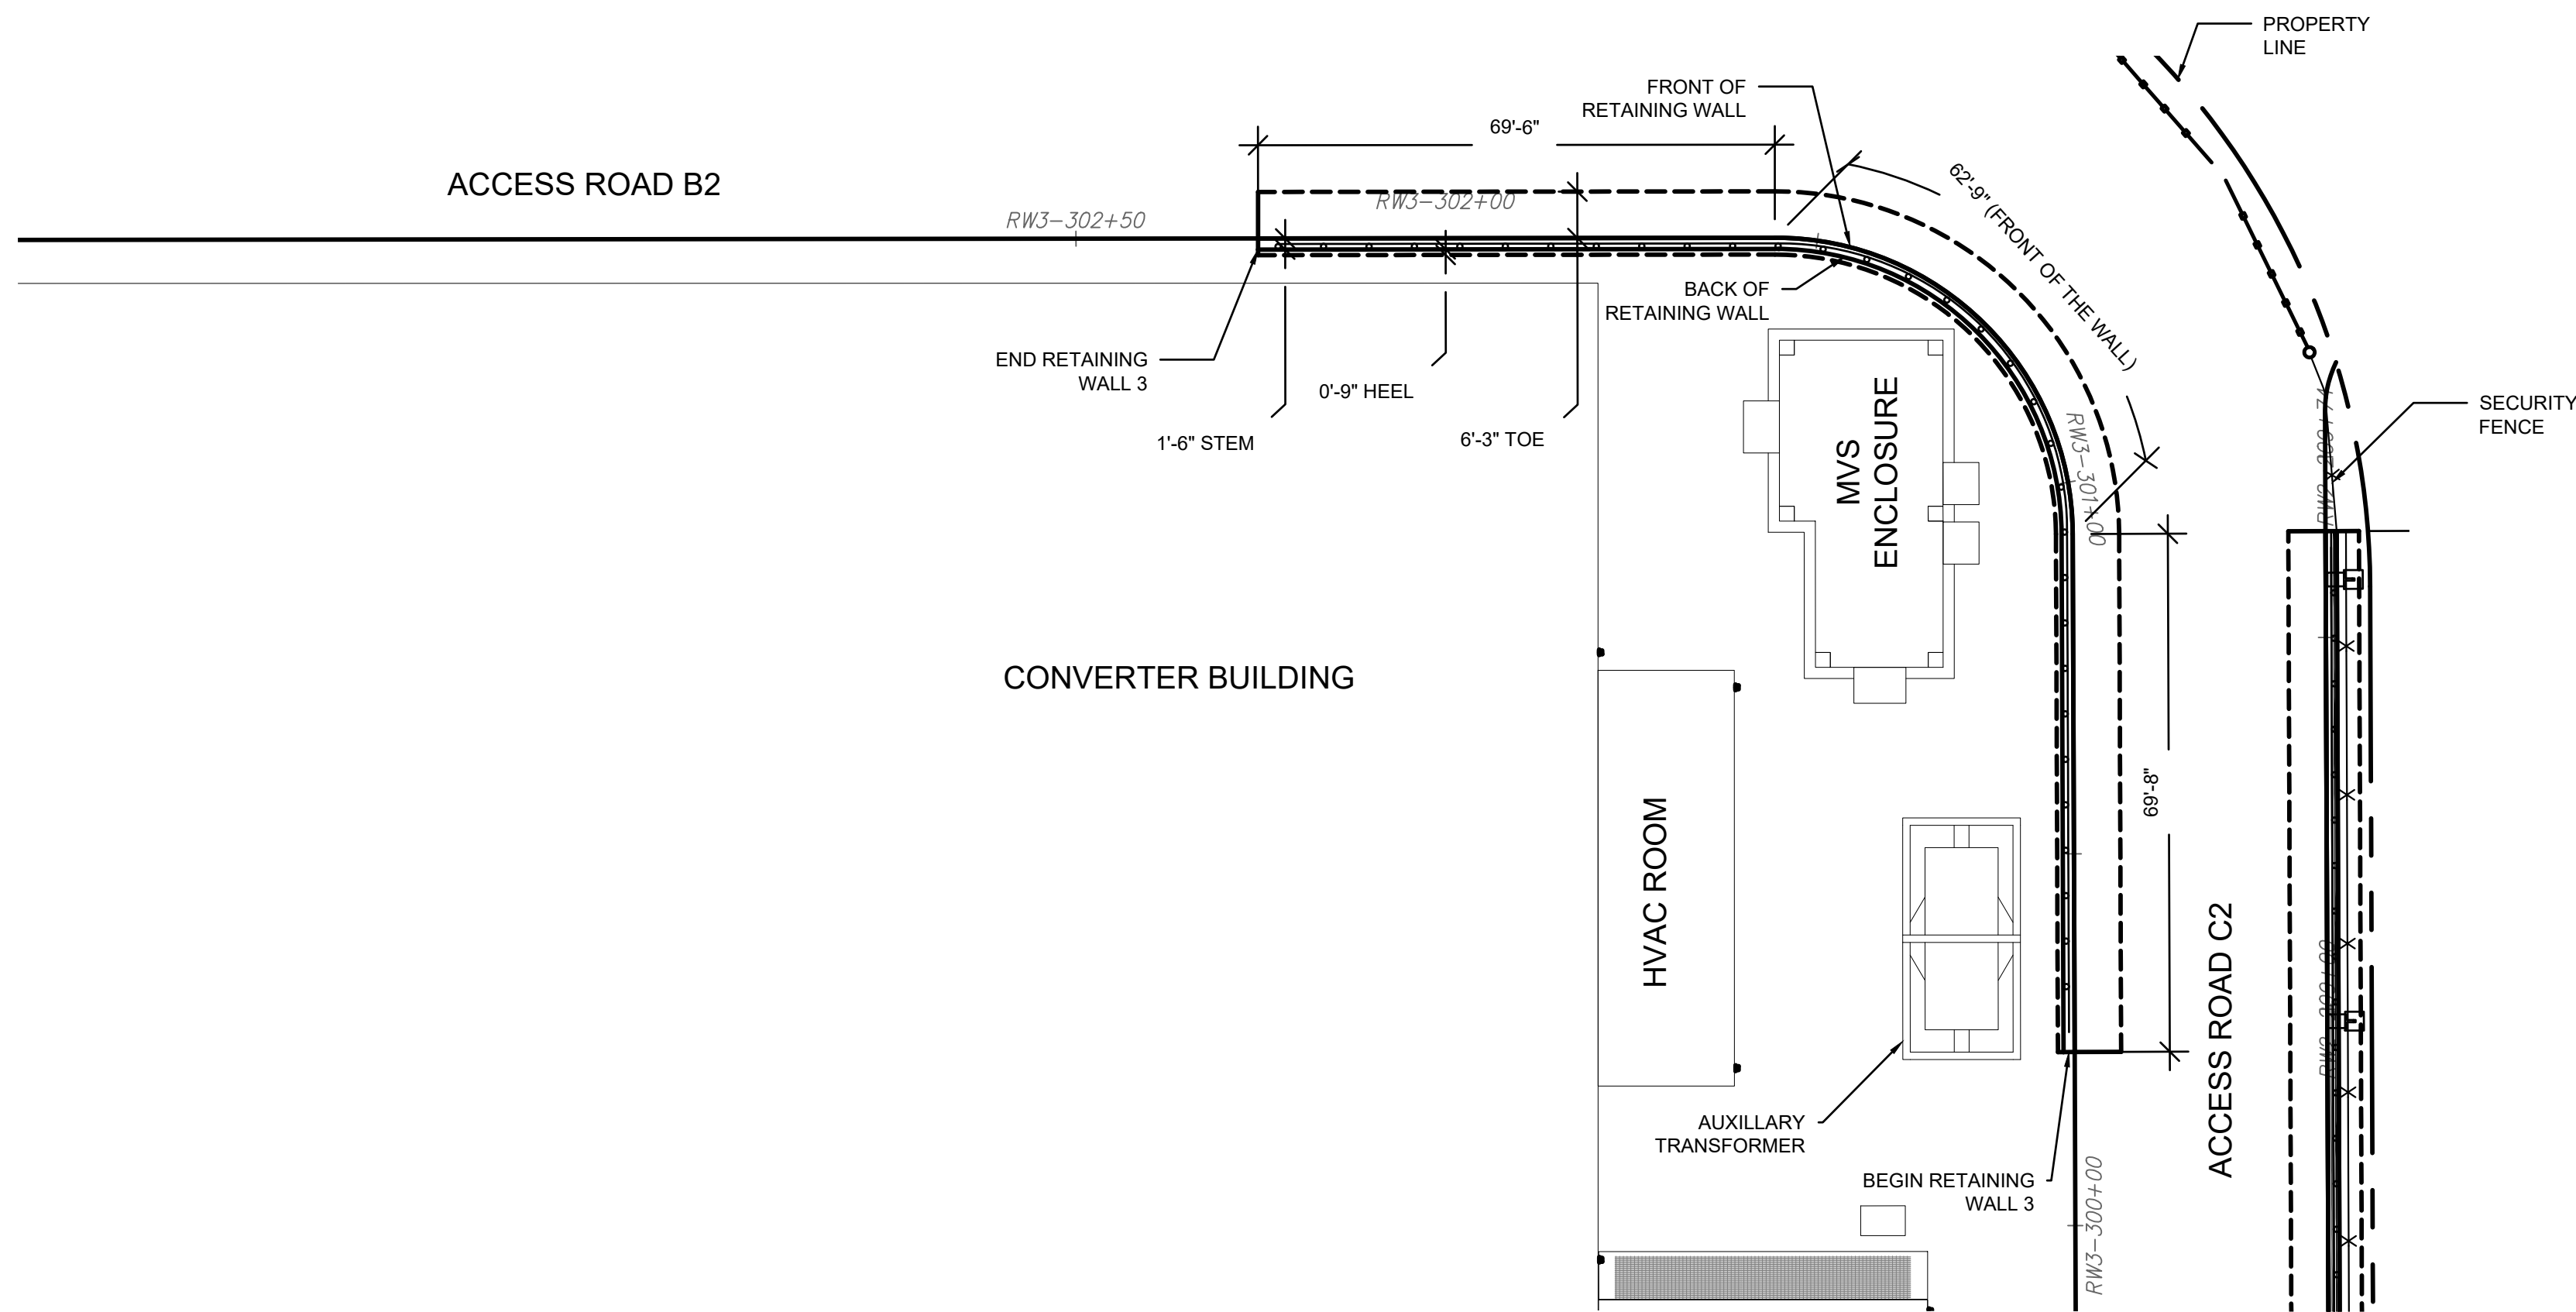 PROPERTY
LINE
FRONT OF
RETAINING WALL
69'-6"
ACCESS ROAD B2
RW3-302+50
RW3-302+00
62'-9" (FRONT OF THE WALL)
BACK OF
RETAINING WALL
END RETAINING
WALL 3
0'-9" HEEL
1'-6" STEM
6'-3" TOE
MVS
ENCLOSURE
RW3-301+00
SECURITY
FENCE
CONVERTER BUILDING
69'-8"
HVAC ROOM
ACCESS ROAD C2
AUXILLARY
TRANSFORMER
BEGIN RETAINING
WALL 3
RW3-300+00